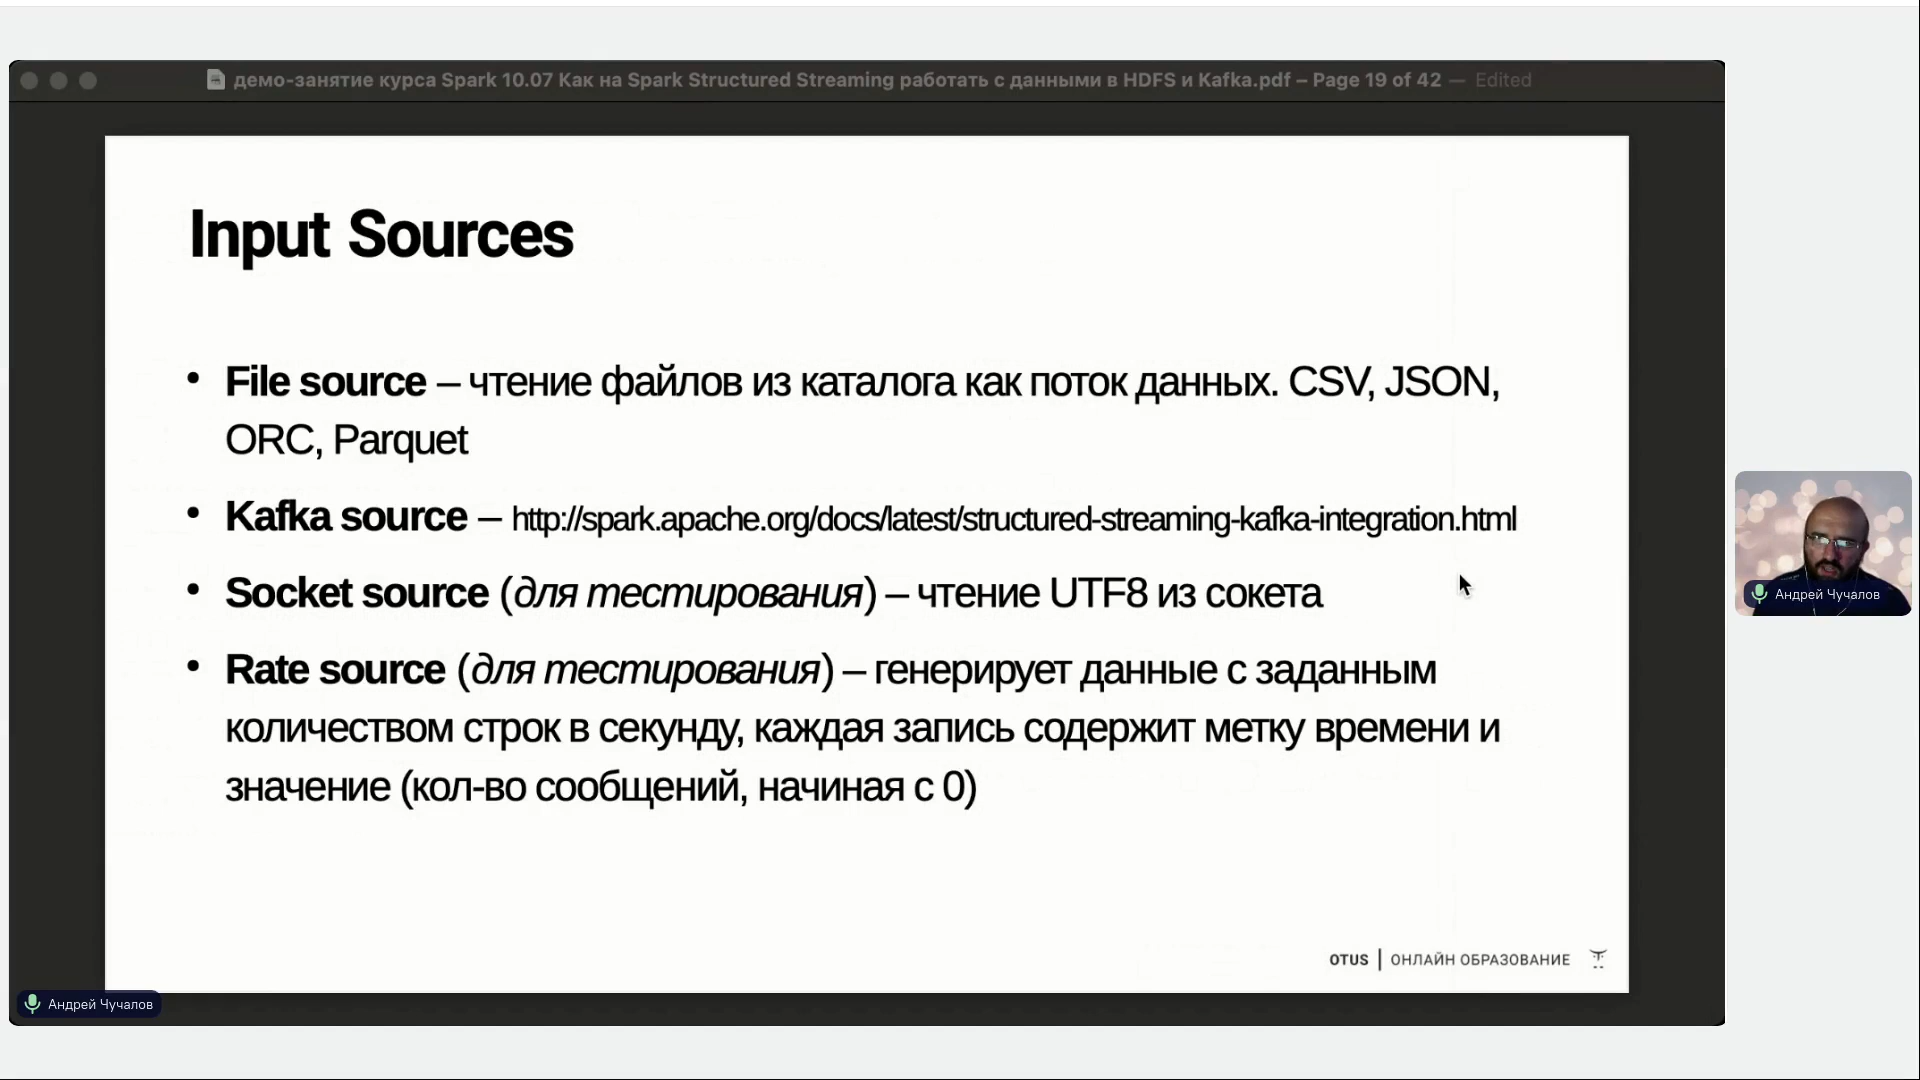 демо-занятие курса Spark 10.07 Как на Spark Structured Streaming работать с данными в HDFS и Kafka.pdf – Page 19 of 42 — Edited
Input Sources
• File source – чтение файлов из каталога как поток данных. CSV, JSON,
ORC, Parquet
• Kafka source – http://spark.apache.org/docs/latest/structured-streaming-kafka-integration.html
• Socket source (для тестирования) – чтение UTF8 из сокета
• Rate source (для тестирования) – генерирует данные с заданным
количеством строк в секунду, каждая запись содержит метку времени и
значение (кол-во сообщений, начиная с 0)
OTUS | ОНЛАЙН ОБРАЗОВАНИЕ
Андрей Чучалов
Андрей Чучалов